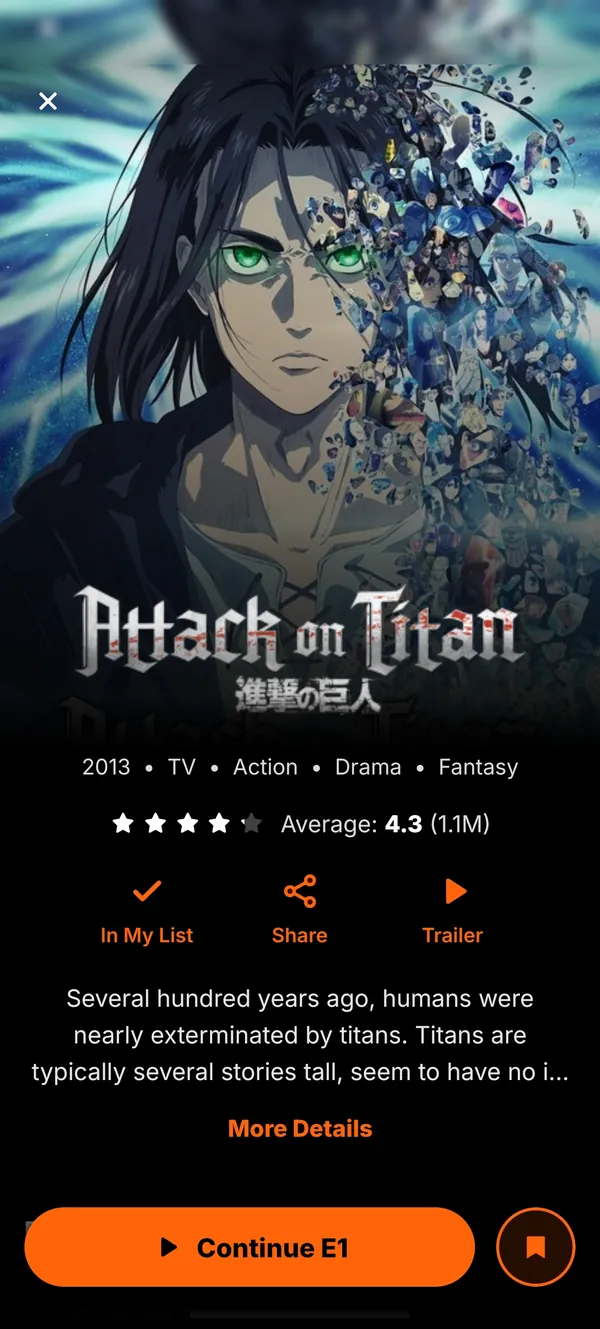 Attack on Titan
進撃の巨人
2013 • TV • Action • Drama • Fantasy
Average: 4.3 (1.1M)
In My List
Share
Trailer
Several hundred years ago, humans were
nearly exterminated by titans. Titans are
typically several stories tall, seem to have no i...
More Details
Continue E1